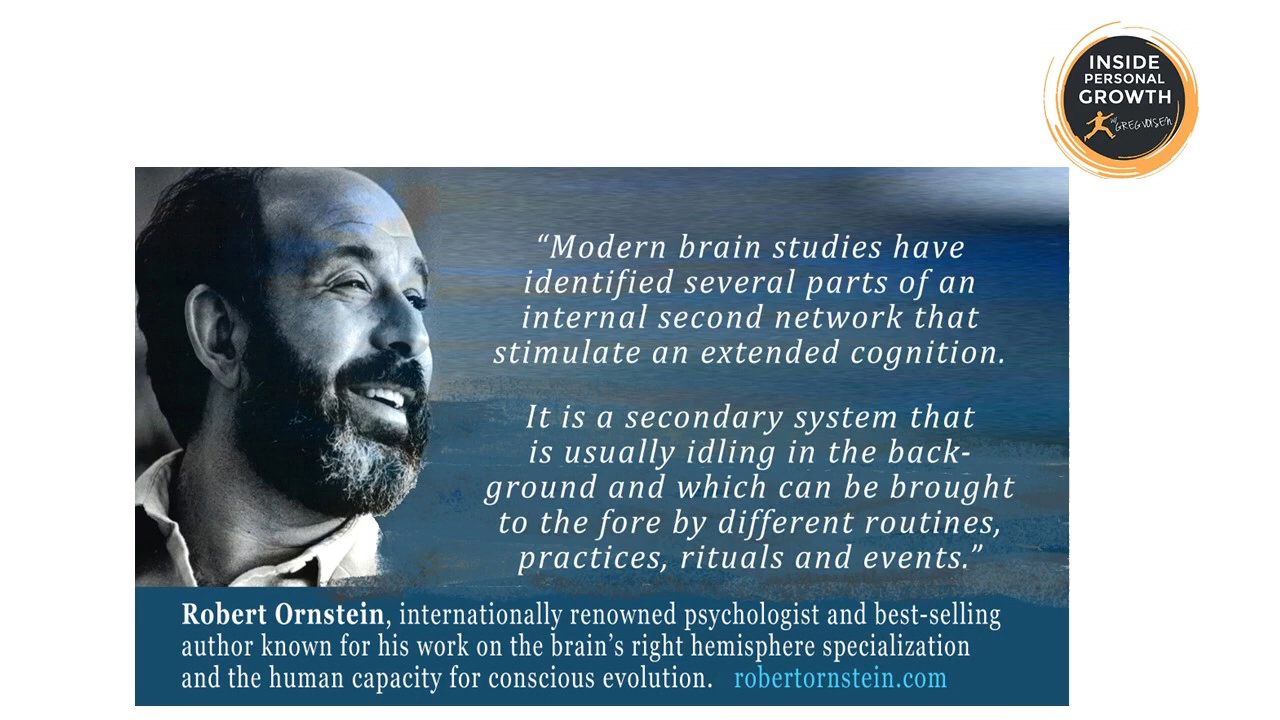 INSIDE
PERSONAL
GROWTH
w/ GREG VOISEN
“Modern brain studies have
identified several parts of an
internal second network that
stimulate an extended cognition.
It is a secondary system that
is usually idling in the back-
ground and which can be brought
to the fore by different routines,
practices, rituals and events.”
Robert Ornstein, internationally renowned psychologist and best-selling
author known for his work on the brain’s right hemisphere specialization
and the human capacity for conscious evolution. robertornstein.com